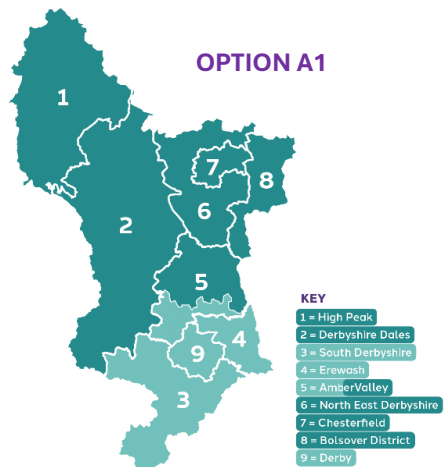 OPTION A1
1
2
7
8
6
5
4
9
3
KEY
1 = High Peak
2 = Derbyshire Dales
3 = South Derbyshire
4 = Erewash
5 = AmberValley
6 = North East Derbyshire
7 = Chesterfield
8 = Bolsover District
9 = Derby